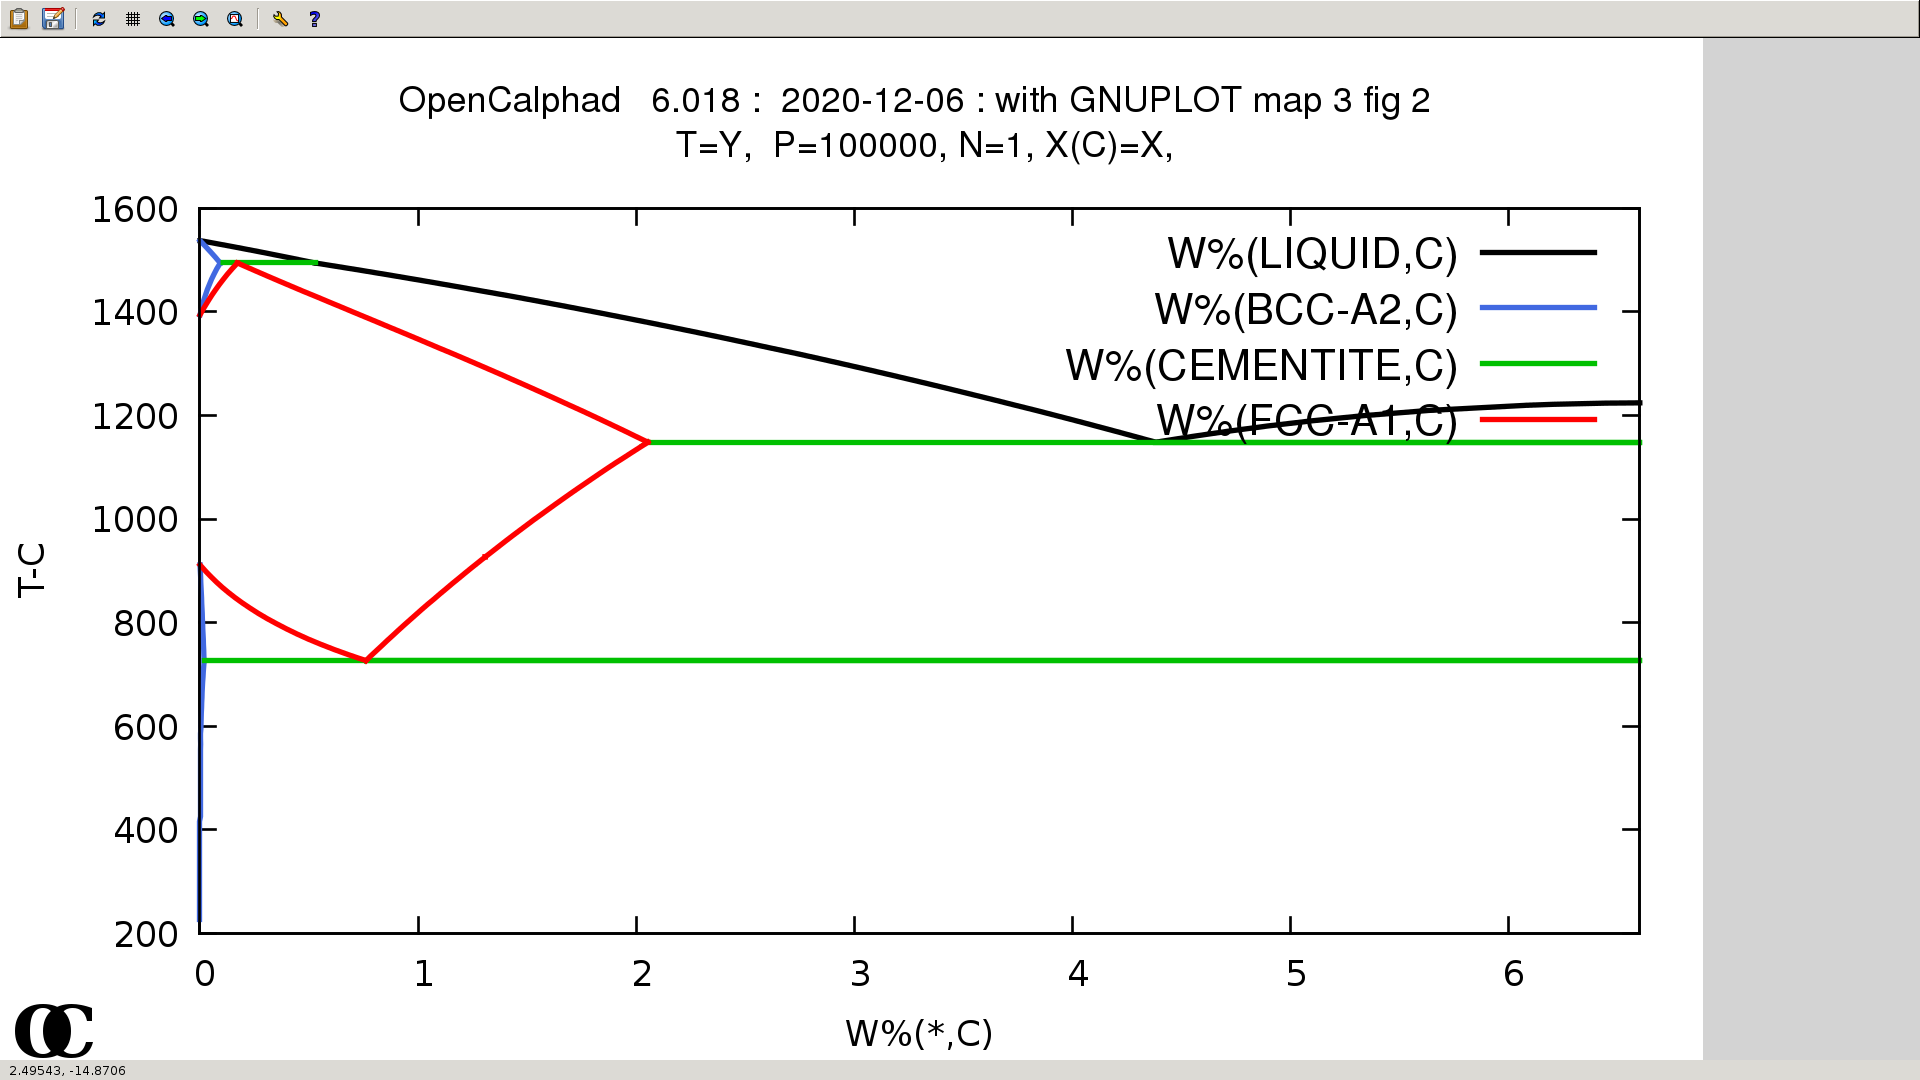 OpenCalphad 6.018 : 2020-12-06 : with GNUPLOT map 3 fig 2
T=Y, P=100000, N=1, X(C)=X,
W%(LIQUID,C)
W%(BCC-A2,C)
W%(CEMENTITE,C)
W%(FCC-A1,C)
1600
1400
1200
1000
800
600
400
200
T-C
0 1 2 3 4 5 6
W%(*,C)
OC
2.49543, -14.8706